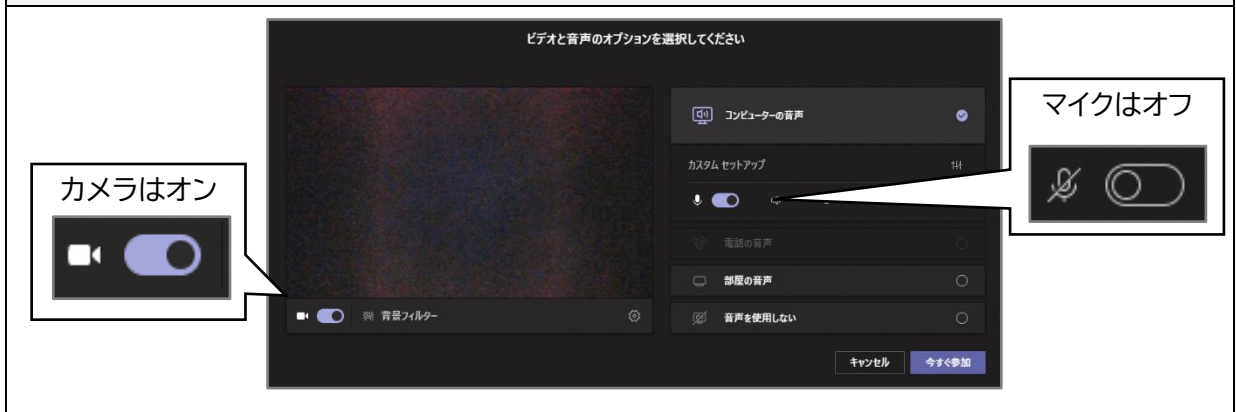 ビデオと音声のオプションを選択してください
コンピューターの音声
マイクはオフ
カスタム セットアップ
カメラはオン
電話の音声
部屋の音声
背景フィルター
音声を使用しない
キャンセル
今すぐ参加